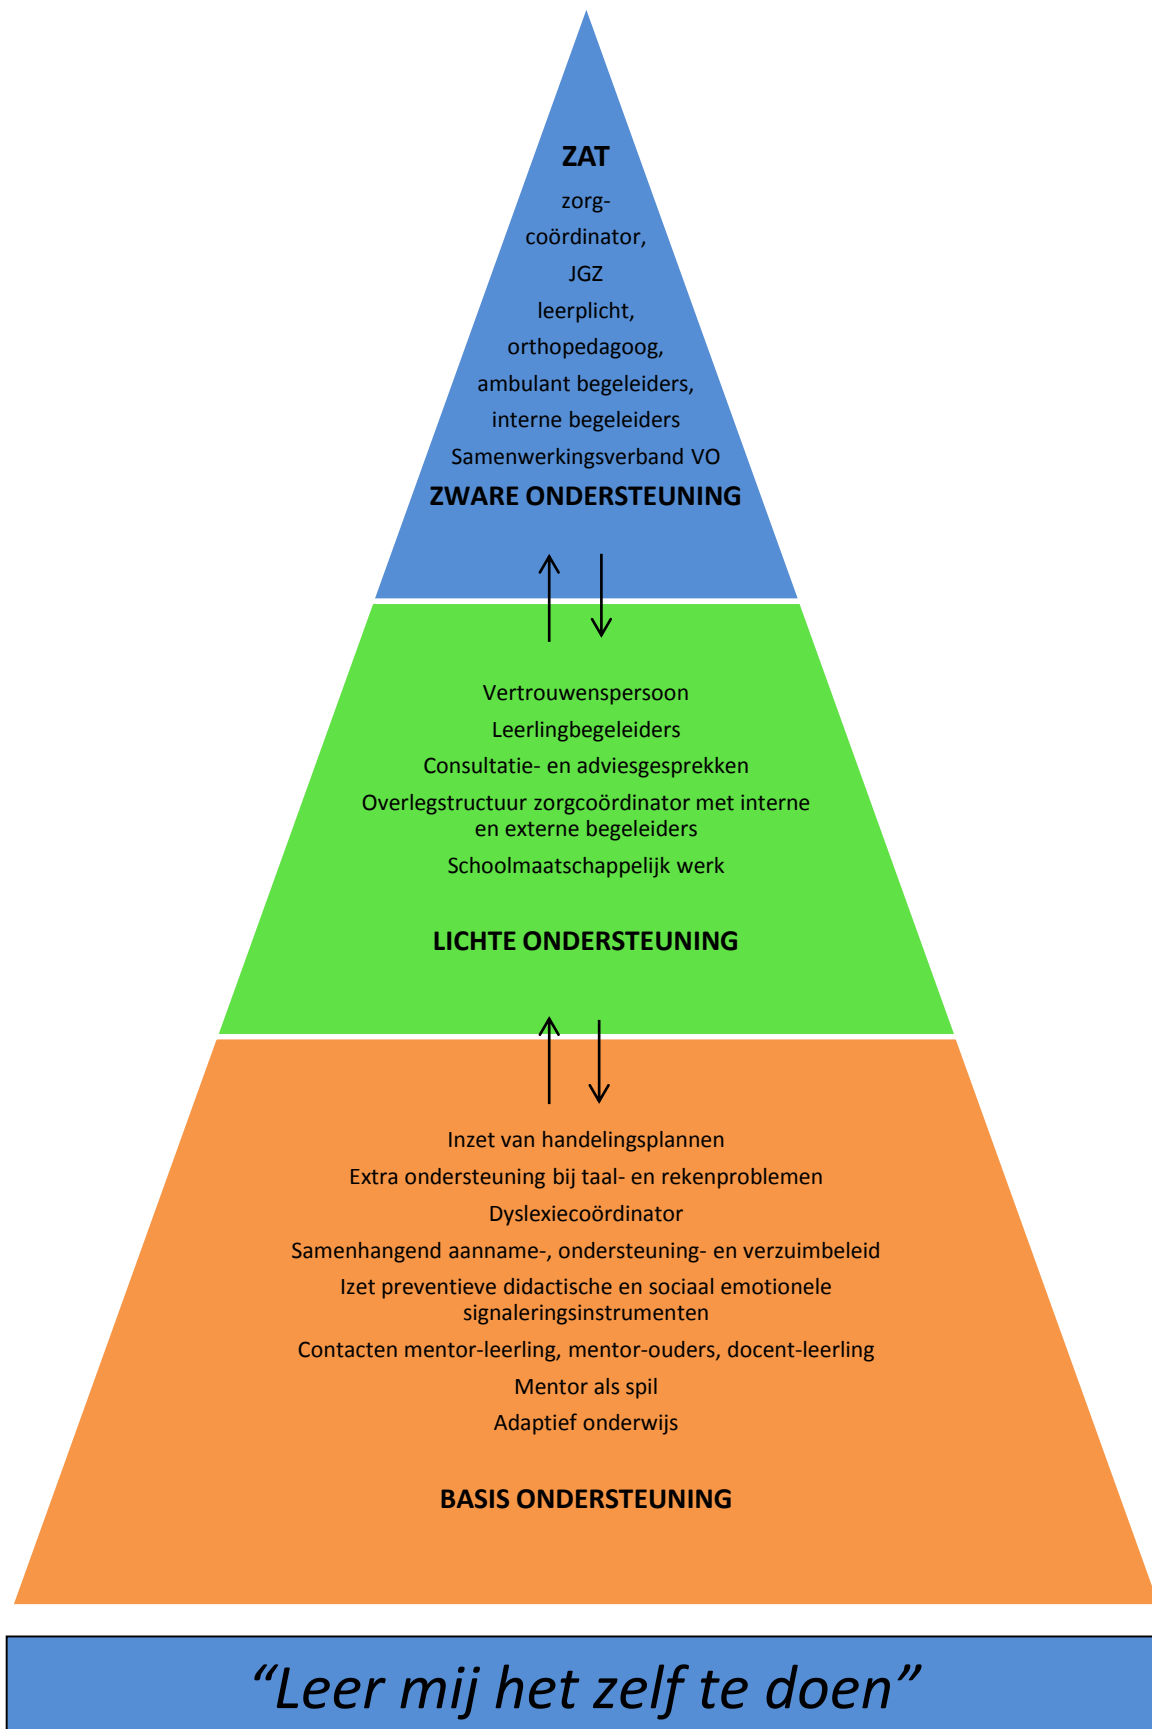 ZAT
zorg-
coördinator,
JGZ
leerplicht,
orthopedagoog,
ambulant begeleiders,
interne begeleiders
Samenwerkingsverband VO
ZWARE ONDERSTEUNING
Vertrouwenspersoon
Leerlingbegeleiders
Consultatie- en adviesgesprekken
Overlegstructuur zorgcoördinator met interne
en externe begeleiders
Schoolmaatschappelijk werk
LICHTE ONDERSTEUNING
Inzet van handelingsplannen
Extra ondersteuning bij taal- en rekenproblemen
Dyslexiecoördinator
Samenhangend aanname-, ondersteuning- en verzuimbeleid
Izet preventieve didactische en sociaal emotionele
signaleringsinstrumenten
Contacten mentor-leerling, mentor-ouders, docent-leerling
Mentor als spil
Adaptief onderwijs
BASIS ONDERSTEUNING
“Leer mij het zelf te doen”